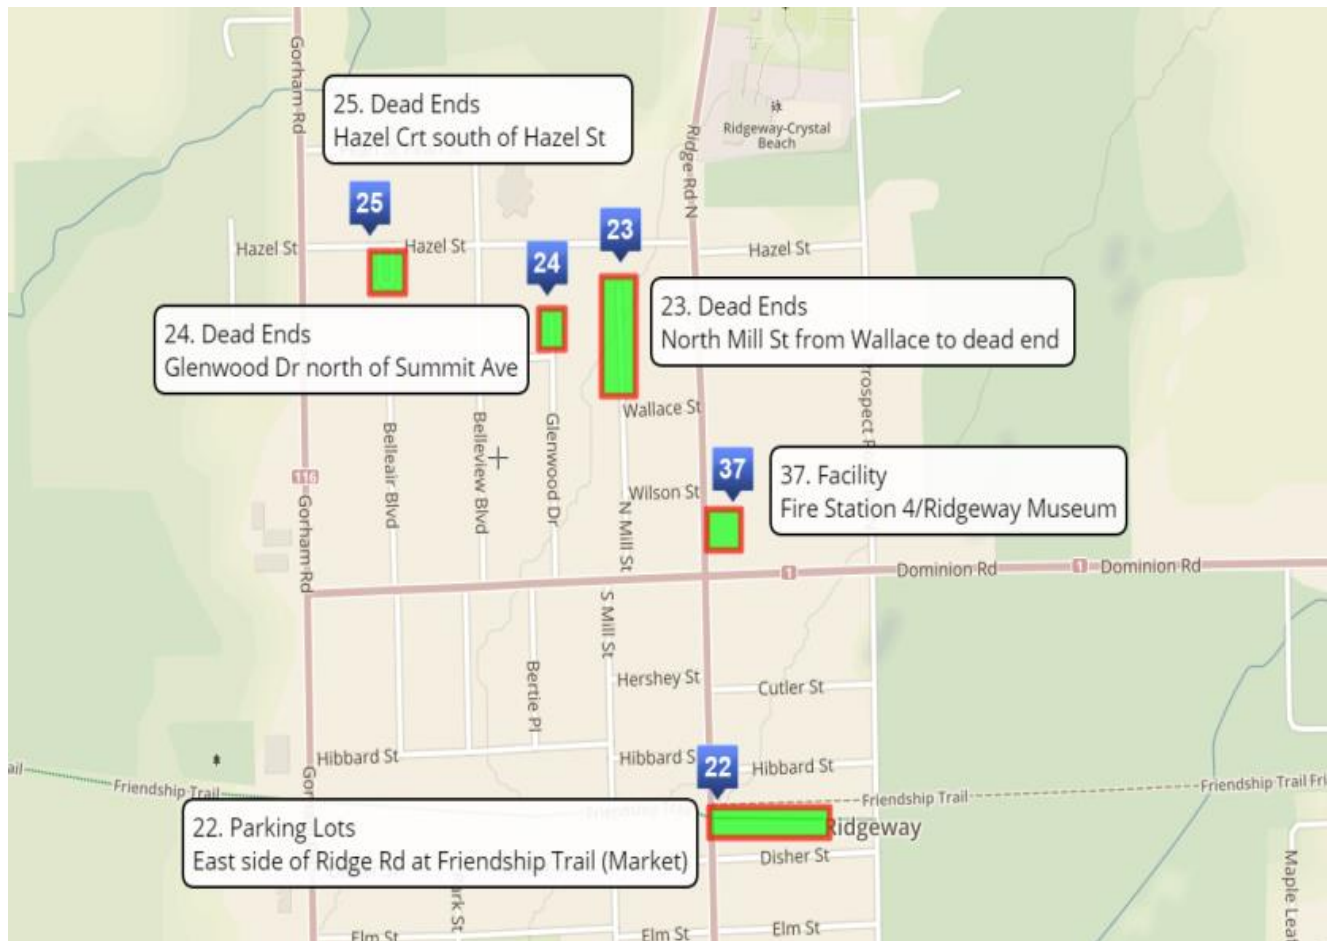 Gorham Rd
25. Dead Ends
Hazel Crt south of Hazel St
Ridgeway-Crystal
Beach
Ridge Rd N
25
23
Hazel St
Hazel St
Hazel St
24
24. Dead Ends
Glenwood Dr north of Summit Ave
23. Dead Ends
North Mill St from Wallace to dead end
Wallace St
Belleair Blvd
Belleview Blvd
Glenwood Dr
37
37. Facility
Fire Station 4/Ridgeway Museum
116
Wilson St
N Mill St
Gorham Rd
1
Dominion Rd
1
Dominion Rd
S Mill St
Bertie Pl
Hershey St
Cutler St
Hibbard St
Hibbard S
22
Hibbard St
Friendship Trail
Friendship Trail
Friendship Trail Fri
22. Parking Lots
East side of Ridge Rd at Friendship Trail (Market)
Ridgeway
Disher St
Maple Lea
Elm St
Elm St
Elm St